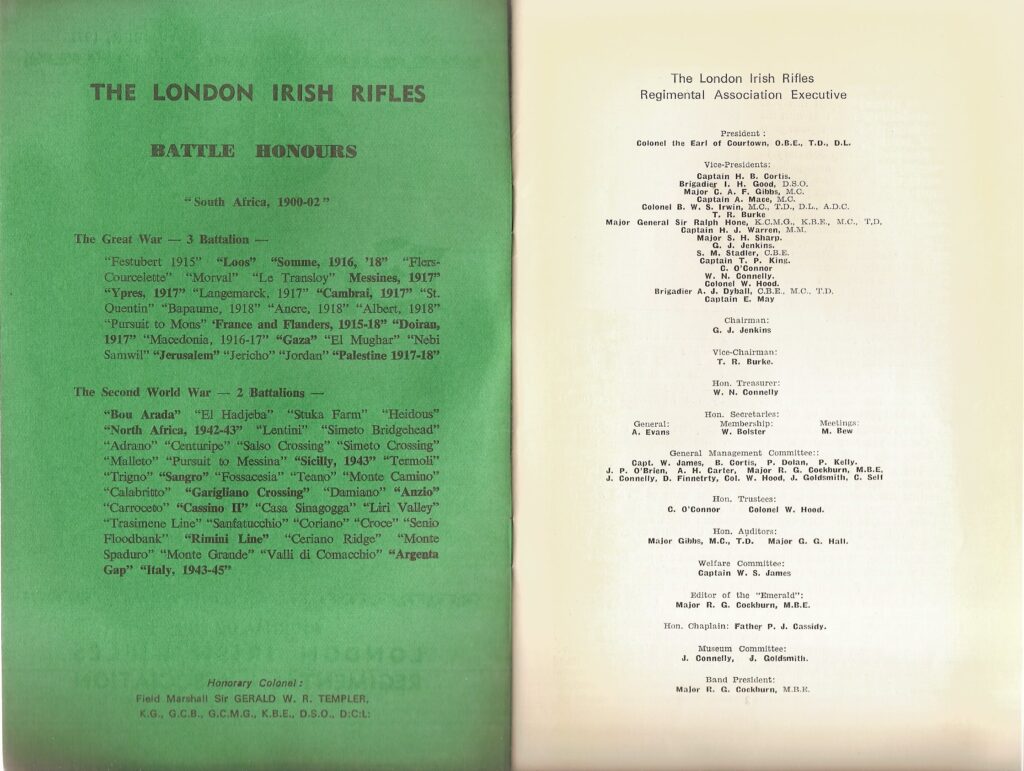 THE LONDON IRISH RIFLES
BATTLE HONOURS
"South Africa, 1900-02"
The Great War — 3 Battalion —
"Festubert 1915" "Loos" "Somme, 1916, '18" "Flers-
Courcelette" "Morval" "Le Transloy" Messines, 1917"
"Ypres, 1917" "Langemarck, 1917" "Cambrai, 1917" "St.
Quentin" "Bapaume, 1918" "Ancre, 1918" "Albert, 1918"
"Pursuit to Mons" 'France and Flanders, 1915-18" "Doiran,
1917" "Macedonia, 1916-17" "Gaza" "El Mughar" "Nebi
Samwil" "Jerusalem" "Jericho" "Jordan" "Palestine 1917-18"
The Second World War — 2 Battalions —
"Bou Arada" "El Hadjeba" "Stuka Farm" "Heidous"
"North Africa, 1942-43" "Lentini" "Simeto Bridgehead"
"Adrano" "Centuripe" "Salso Crossing" "Simeto Crossing"
"Malleto" "Pursuit to Messina" "Sicily, 1943" "Termoli"
"Trigno" "Sangro" "Fossacesia" "Teano" "Monte Camino"
"Calabritto" "Garigliano Crossing" "Damiano" "Anzio"
"Carroceto" "Cassino II" "Casa Sinagogga" "Liri Valley"
"Trasimene Line" "Sanfatucchio" "Coriano" "Croce" "Senio
Floodbank" "Rimini Line" "Ceriano Ridge" "Monte
Spaduro" "Monte Grande" "Valli di Comacchio" "Argenta
Gap" "Italy, 1943-45"
Honorary Colonel:
Field Marshall Sir GERALD W. R. TEMPLER,
K.G., G.C.B., G.C.M.G., K.B.E., D.S.O., D:C:L:
The London Irish Rifles
Regimental Association Executive
President :
Colonel the Earl of Courtown, O.B.E., T.D., D.L.
Vice-Presidents:
Captain H. B. Cortis.
Brigadier I. H. Good, D.S.O.
Major C. A. F. Gibbs, M.C.
Captain A. Mace, M.C.
Colonel B. W. S. Irwin, M.C., T.D., D.L., A.D.C.
T. R. Burke
Major General Sir Ralph Hone, K.C.M.G., K.B.E., M.C., T,D.
Captain H. J. Warren, M.M.
Major S. H. Sharp.
G. J. Jenkins.
S. M. Stadler, C.B.E.
Captain T. P. King.
C. O'Connor
W. N. Connelly.
Colonel W. Hood.
Brigadier A. J. Dyball, C.B.E., M.C., T.D.
Captain E. May
Chairman:
G. J. Jenkins
Vice-Chairman:
T. R. Burke.
Hon. Treasurer:
W. N. Connelly
Hon. Secretaries:
General: Membership: Meetings:
A. Evans W. Bolster M. Bew
General Management Committee::
Capt. W. James, B. Cortis, P. Dolan, P. Kelly.
J. P. O'Brien, A. H. Carter, Major R. G. Cockburn, M.B.E,
J. Connelly, D. Finnetrty, Col. W. Hood, J. Goldsmith, C. Self
Hon. Trustees:
C. O'Connor Colonel W. Hood.
Hon. Auditors:
Major Gibbs, M.C., T.D. Major G. G. Hall.
Welfare Committee:
Captain W. S. James
Editor of the "Emerald":
Major R. G. Cockburn, M.B.E.
Hon. Chaplain: Father P. J. Cassidy.
Museum Committee:
J. Connelly, J. Goldsmith.
Band President:
Major R. G. Cockburn, M.B.E.